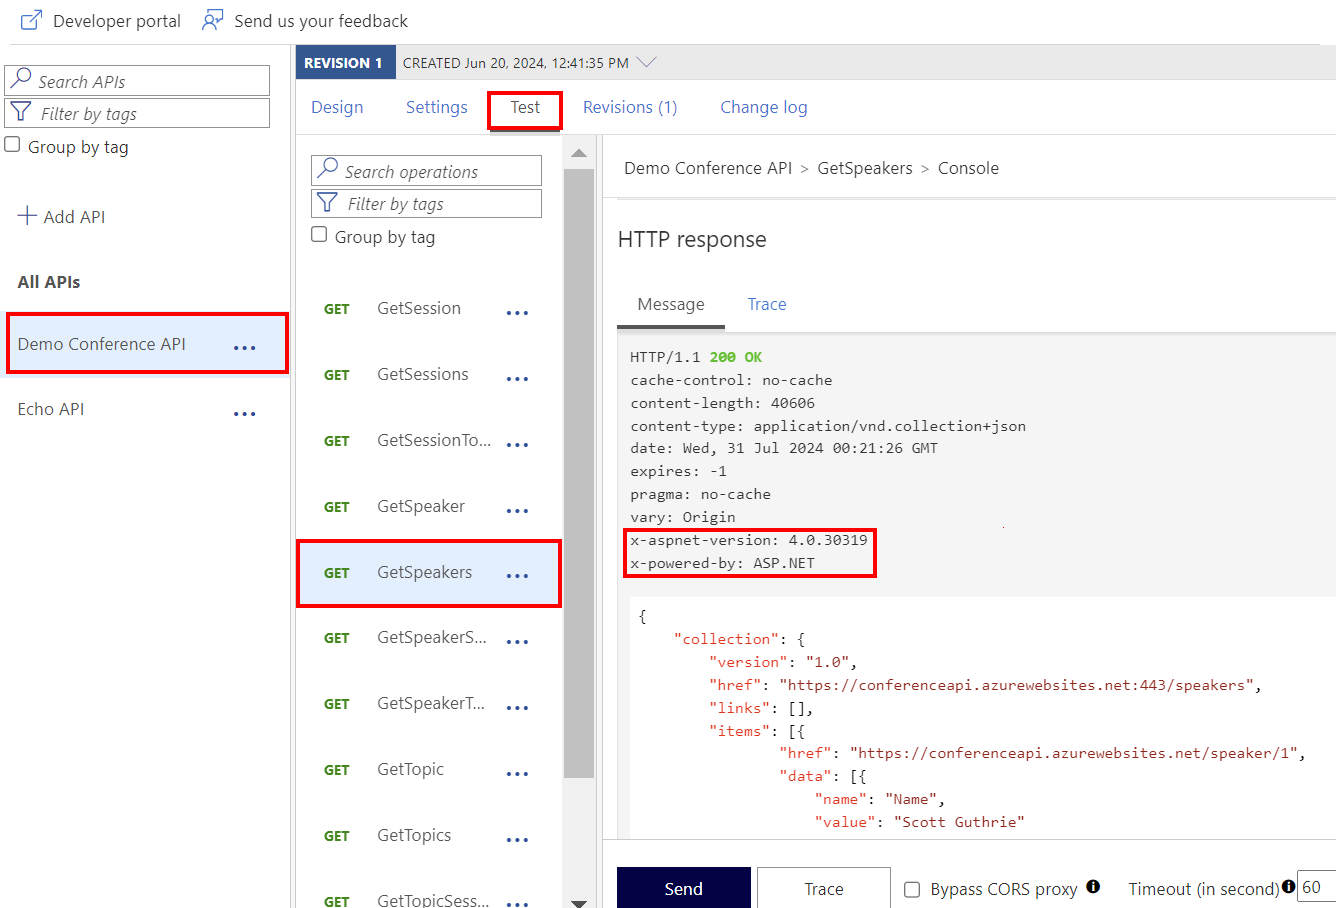 Developer portal
Send us your feedback
Search APIs
Filter by tags
Group by tag
Add API
All APIs
Demo Conference API
...
Echo API
...
REVISION 1
CREATED Jun 20, 2024, 12:41:35 PM
Design
Settings
Test
Revisions (1)
Change log
Search operations
Filter by tags
Group by tag
GET GetSession ...
GET GetSessions ...
GET GetSessionTo... ...
GET GetSpeaker ...
GET GetSpeakers ...
GET GetSpeakerS... ...
GET GetSpeakerT... ...
GET GetTopic ...
GET GetTopics ...
GET GetTopicSess... ...
Demo Conference API > GetSpeakers > Console
HTTP response
Message
Trace
HTTP/1.1 200 OK
cache-control: no-cache
content-length: 40606
content-type: application/vnd.collection+json
date: Wed, 31 Jul 2024 00:21:26 GMT
expires: -1
pragma: no-cache
vary: Origin
x-aspnet-version: 4.0.30319
x-powered-by: ASP.NET
{
"collection": {
"version": "1.0",
"href": "https://conferenceapi.azurewebsites.net:443/speakers",
"links": [],
"items": [{
"href": "https://conferenceapi.azurewebsites.net/speaker/1",
"data": [{
"name": "Name",
"value": "Scott Guthrie"
Send
Trace
Bypass CORS proxy
Timeout (in second)
60